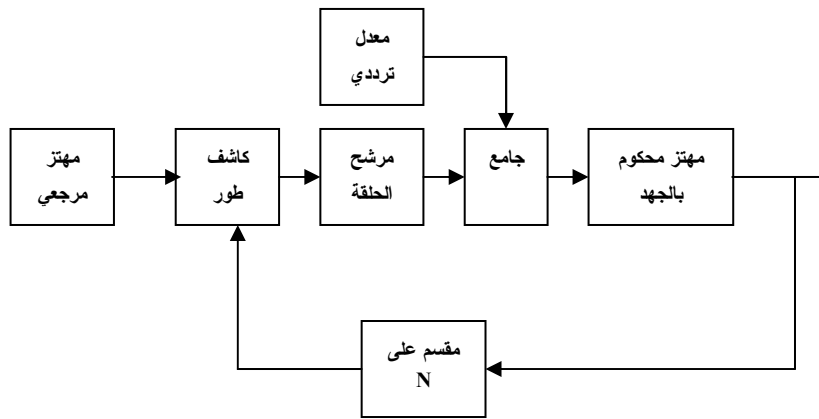 معدل
ترددي
مهتز
مرجعي
كاشف
طور
مرشح
الحلقة
جامع
مهتز محكوم
بالجهد
مقسم على
N